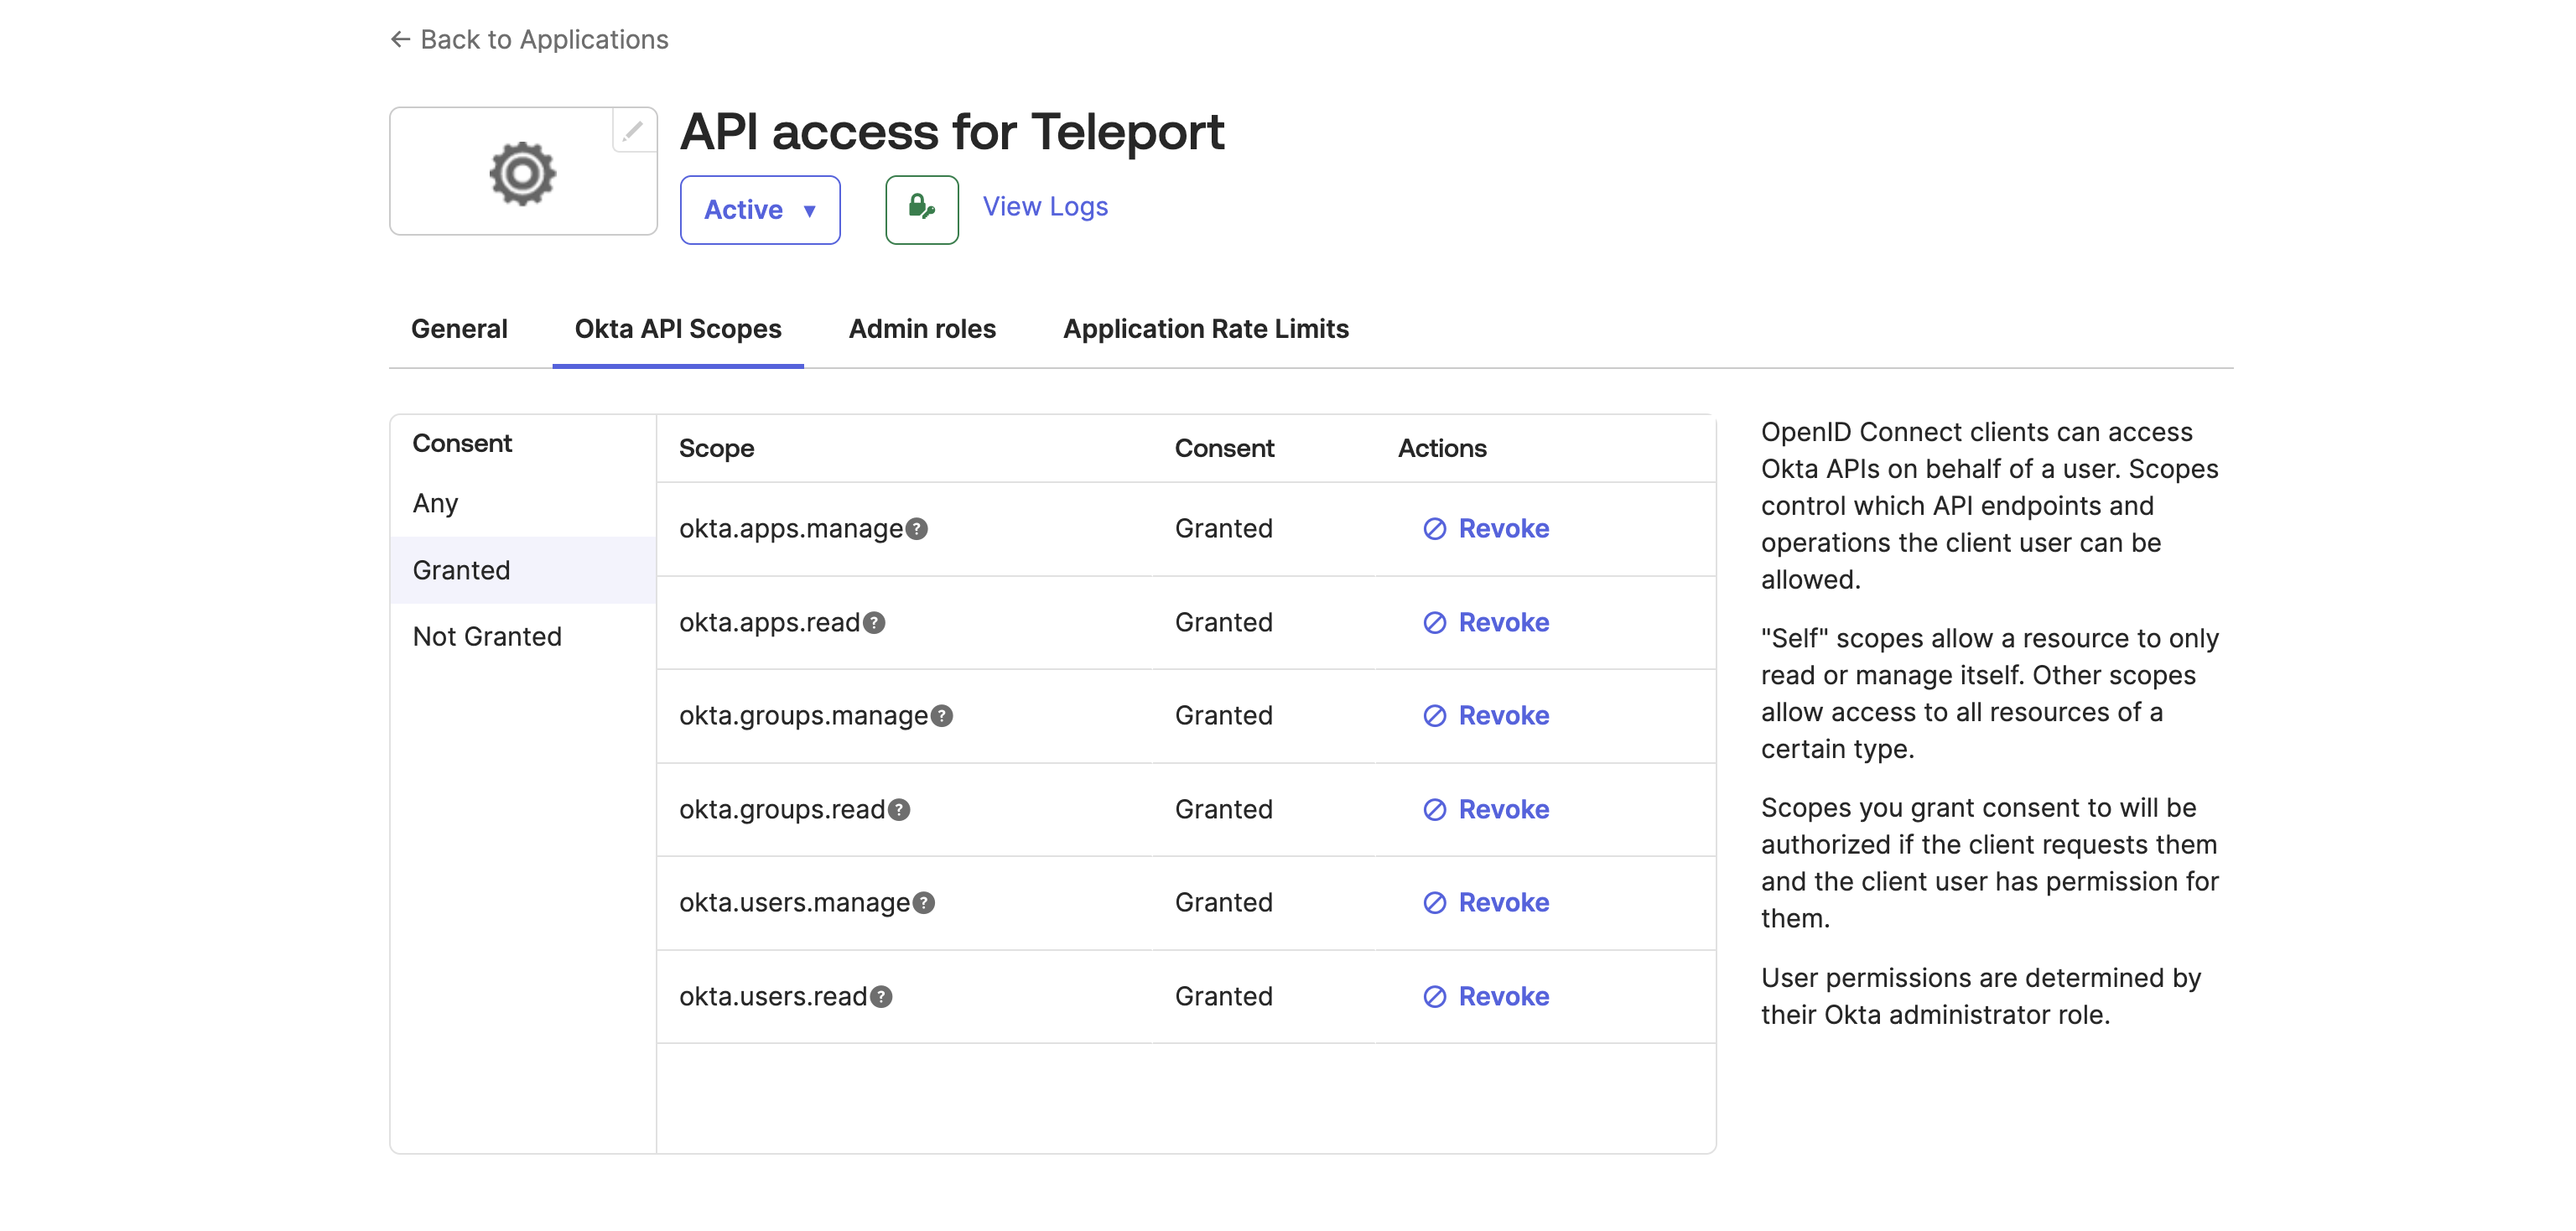 ← Back to Applications
API access for Teleport
Active ▼
View Logs
General Okta API Scopes Admin roles Application Rate Limits
Consent
Any
Granted
Not Granted
Scope Consent Actions
okta.apps.manage ? Granted Revoke
okta.apps.read ? Granted Revoke
okta.groups.manage ? Granted Revoke
okta.groups.read ? Granted Revoke
okta.users.manage ? Granted Revoke
okta.users.read ? Granted Revoke
OpenID Connect clients can access
Okta APIs on behalf of a user. Scopes
control which API endpoints and
operations the client user can be
allowed.
"Self" scopes allow a resource to only
read or manage itself. Other scopes
allow access to all resources of a
certain type.
Scopes you grant consent to will be
authorized if the client requests them
and the client user has permission for
them.
User permissions are determined by
their Okta administrator role.